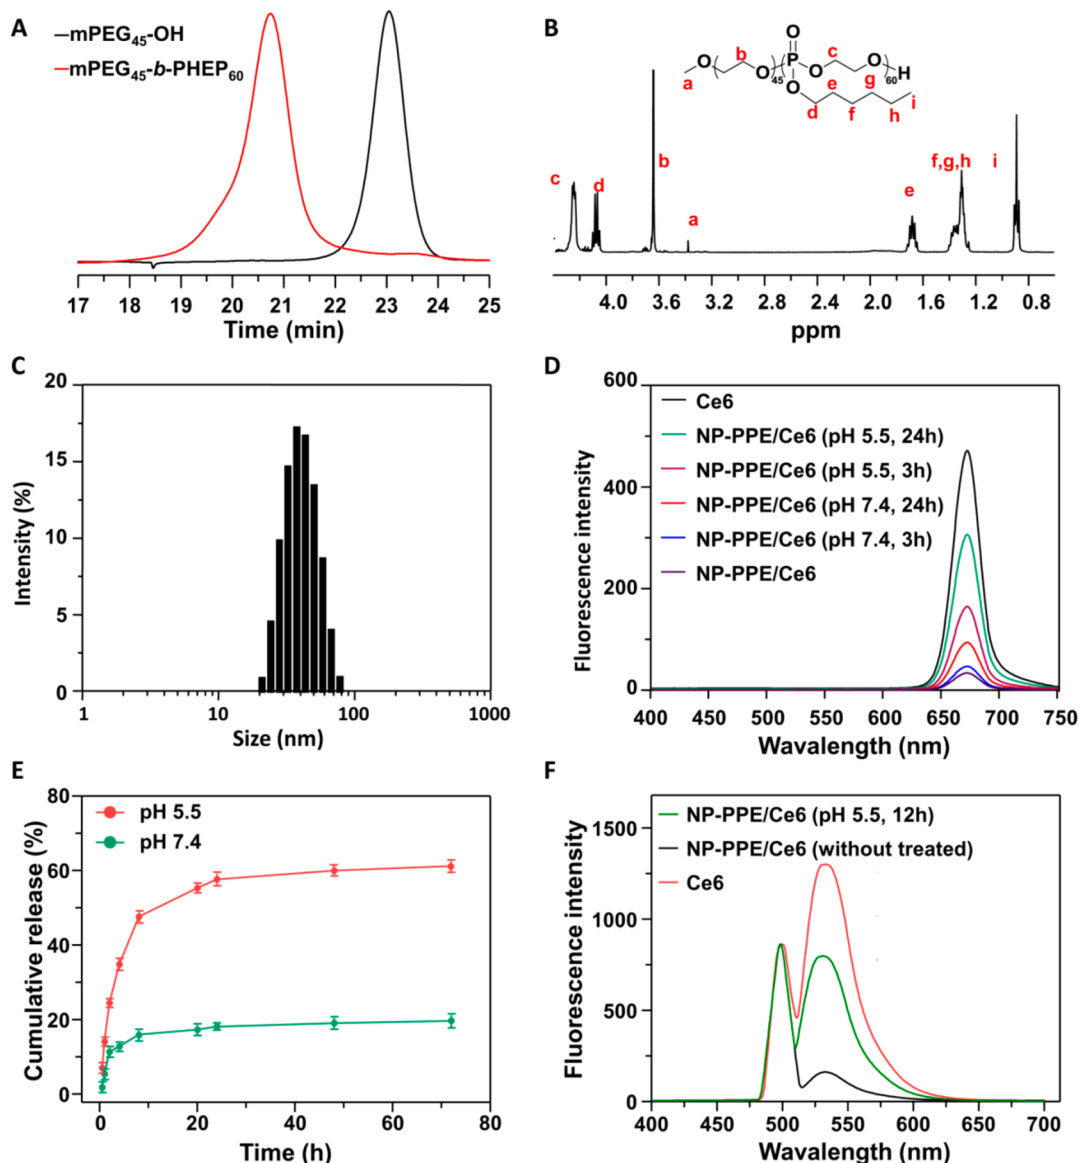 A
mPEG45-OH
mPEG45-b-PHEP60
17 18 19 20 21 22 23 24 25
Time (min)
B
O
b c
O O P O O H
45 60
a O g
e i
d f h
c d b a e f,g,h i
4.0 3.6 3.2 2.8 2.4 2.0 1.6 1.2 0.8
ppm
C
20
15
10
5
0
Intensity (%)
1 10 100 1000
Size (nm)
D
600
400
200
0
Fluorescence intensity
Ce6
NP-PPE/Ce6 (pH 5.5, 24h)
NP-PPE/Ce6 (pH 5.5, 3h)
NP-PPE/Ce6 (pH 7.4, 24h)
NP-PPE/Ce6 (pH 7.4, 3h)
NP-PPE/Ce6
400 450 500 550 600 650 700 750
Wavalength (nm)
E
80
60
40
20
0
Cumulative release (%)
pH 5.5
pH 7.4
0 20 40 60 80
Time (h)
F
1500
1000
500
0
Fluorescence intensity
NP-PPE/Ce6 (pH 5.5, 12h)
NP-PPE/Ce6 (without treated)
Ce6
400 450 500 550 600 650 700
Wavalength (nm)